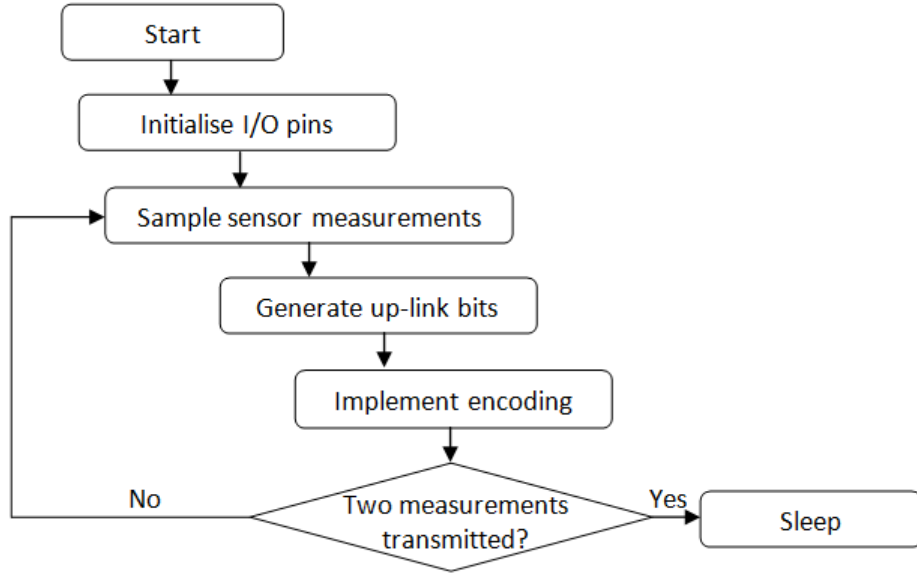 Start
Initialise I/O pins
Sample sensor measurements
Generate up-link bits
Implement encoding
No
Two measurements
transmitted?
Yes
Sleep